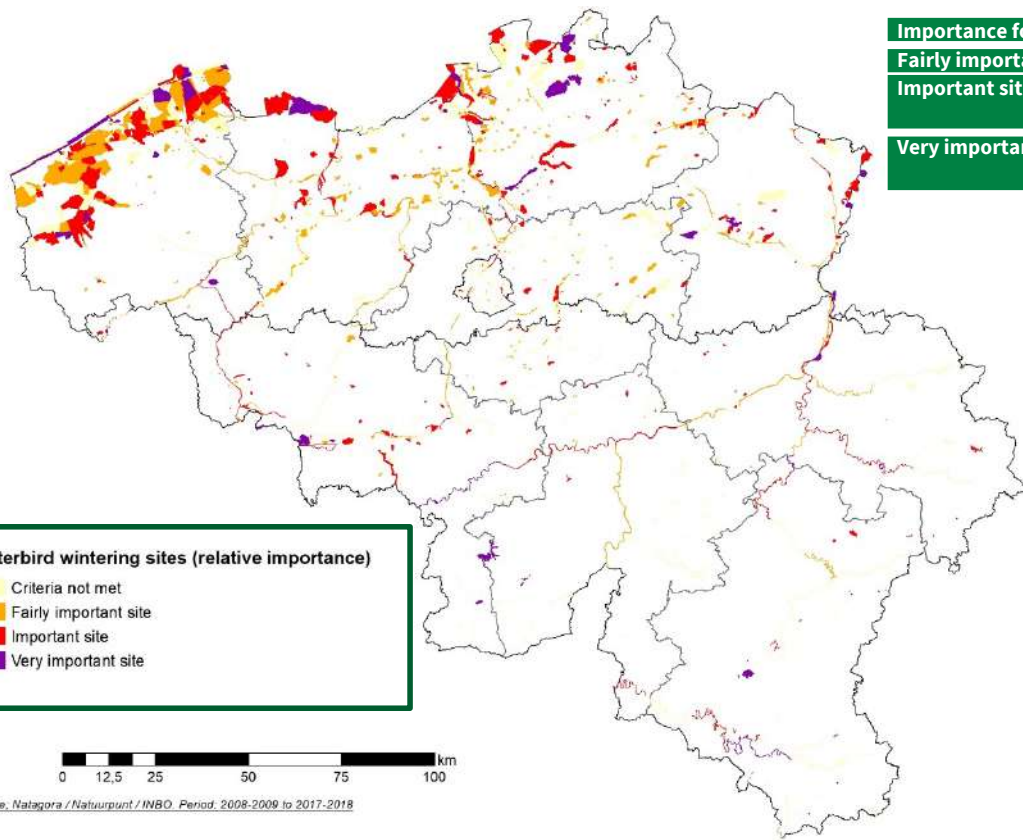 Importance fo
Fairly importa
Important sit
Very importan
terbird wintering sites (relative importance)
Criteria not met
Fairly important site
Important site
Very important site
km
0 12,5 25 50 75 100
e; Natagora / Natuurpunt / INBO. Period: 2008-2009 to 2017-2018